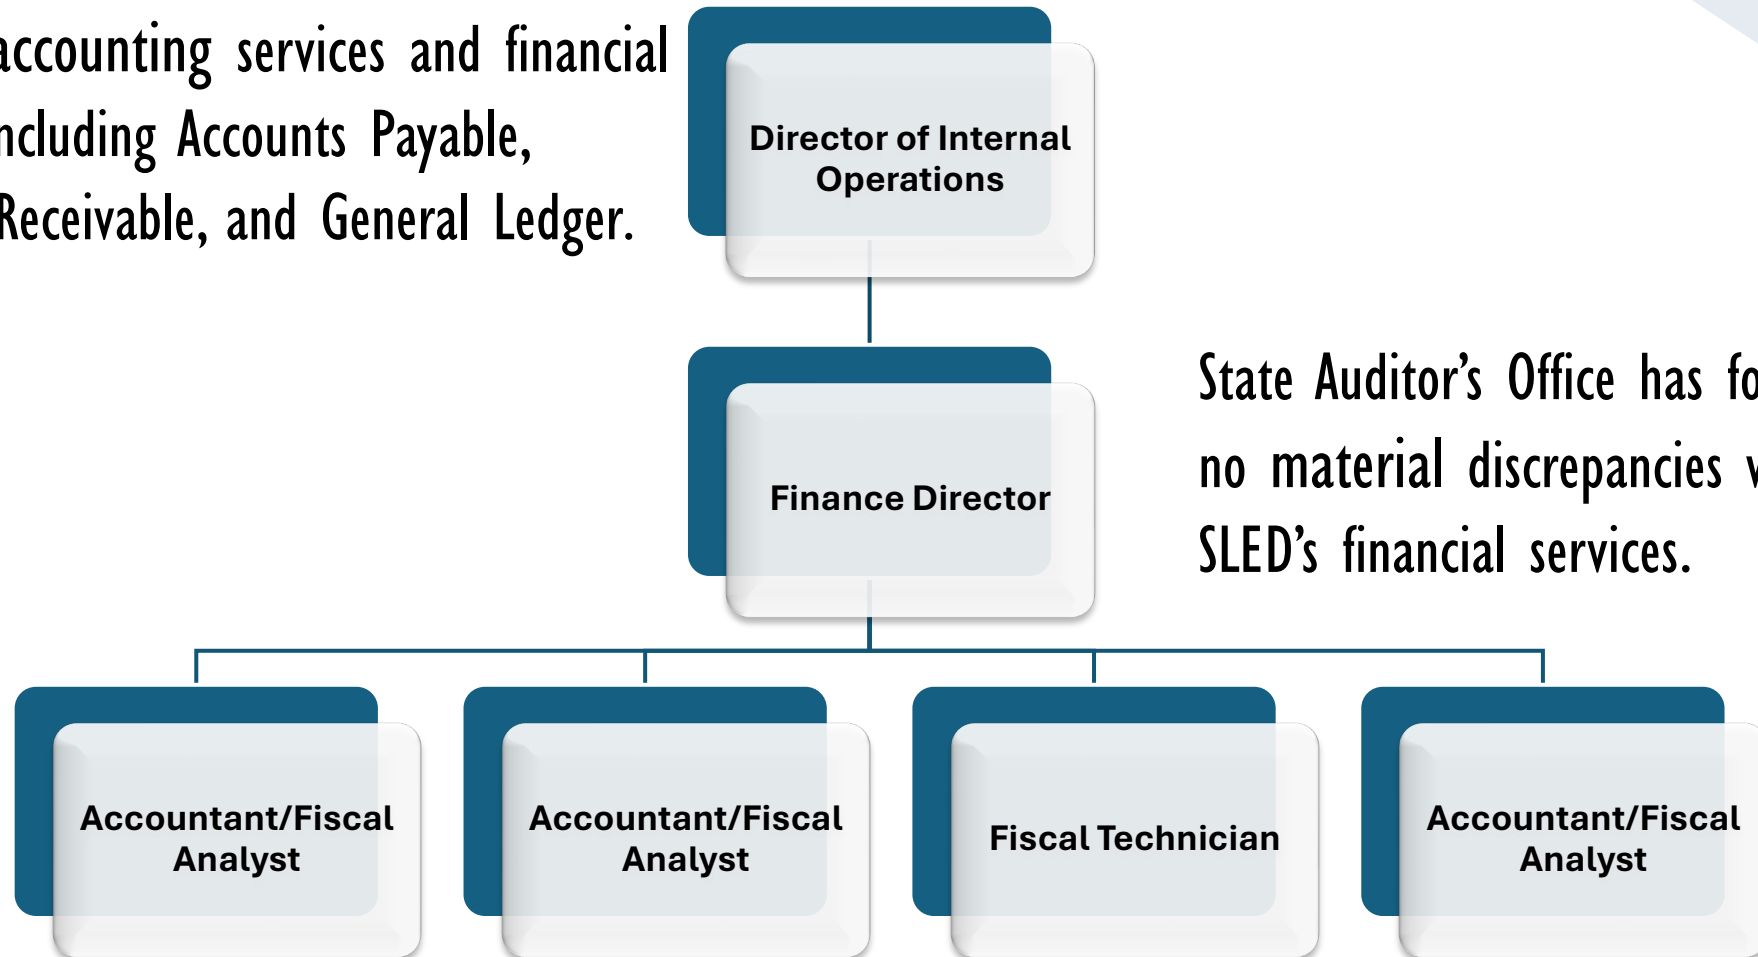 accounting services and financial
ncluding Accounts Payable,
Receivable, and General Ledger.
Director of Internal
Operations
State Auditor’s Office has fo
no material discrepancies
SLED’s financial services.
Finance Director
Accountant/Fiscal
Analyst
Accountant/Fiscal
Analyst
Fiscal Technician
Accountant/Fiscal
Analyst